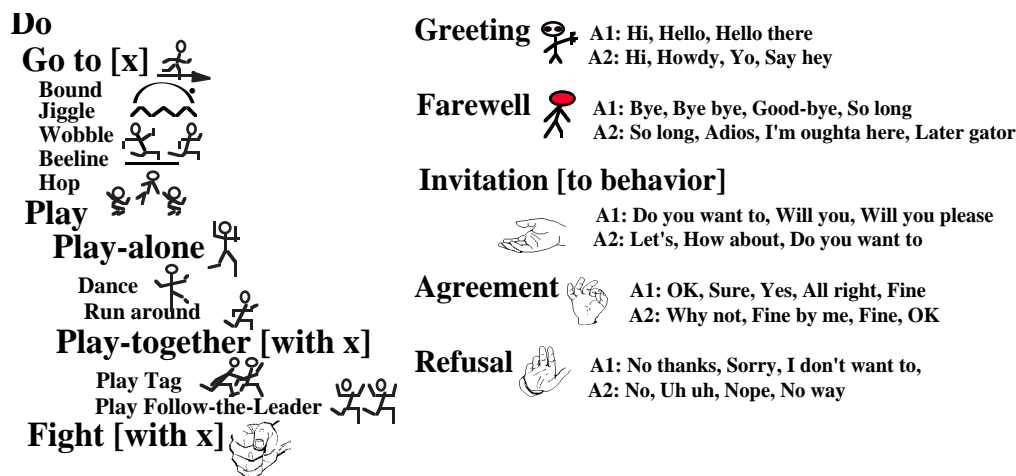 Do
Go to [x]
Bound
Jiggle
Wobble
Beeline
Hop
Play
Play-alone
Dance
Run around
Play-together [with x]
Play Tag
Play Follow-the-Leader
Fight [with x]
Greeting
A1: Hi, Hello, Hello there
A2: Hi, Howdy, Yo, Say hey
Farewell
A1: Bye, Bye bye, Good-bye, So long
A2: So long, Adios, I'm oughta here, Later gator
Invitation [to behavior]
A1: Do you want to, Will you, Will you please
A2: Let's, How about, Do you want to
Agreement
A1: OK, Sure, Yes, All right, Fine
A2: Why not, Fine by me, Fine, OK
Refusal
A1: No thanks, Sorry, I don't want to,
A2: No, Uh uh, Nope, No way